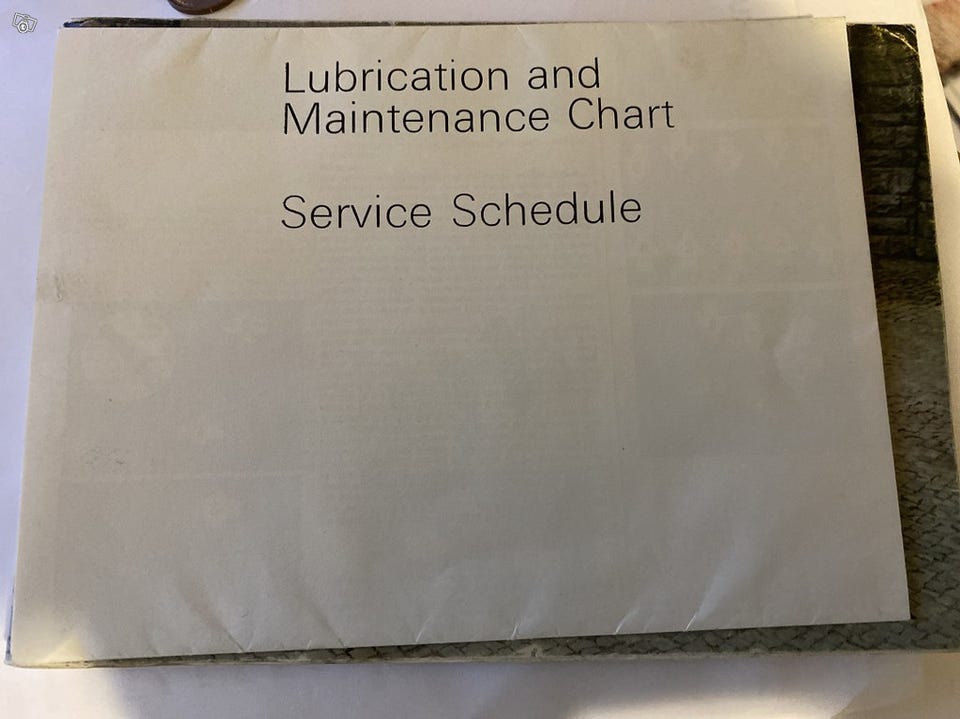 Lubrication and
Maintenance Chart
Service Schedule